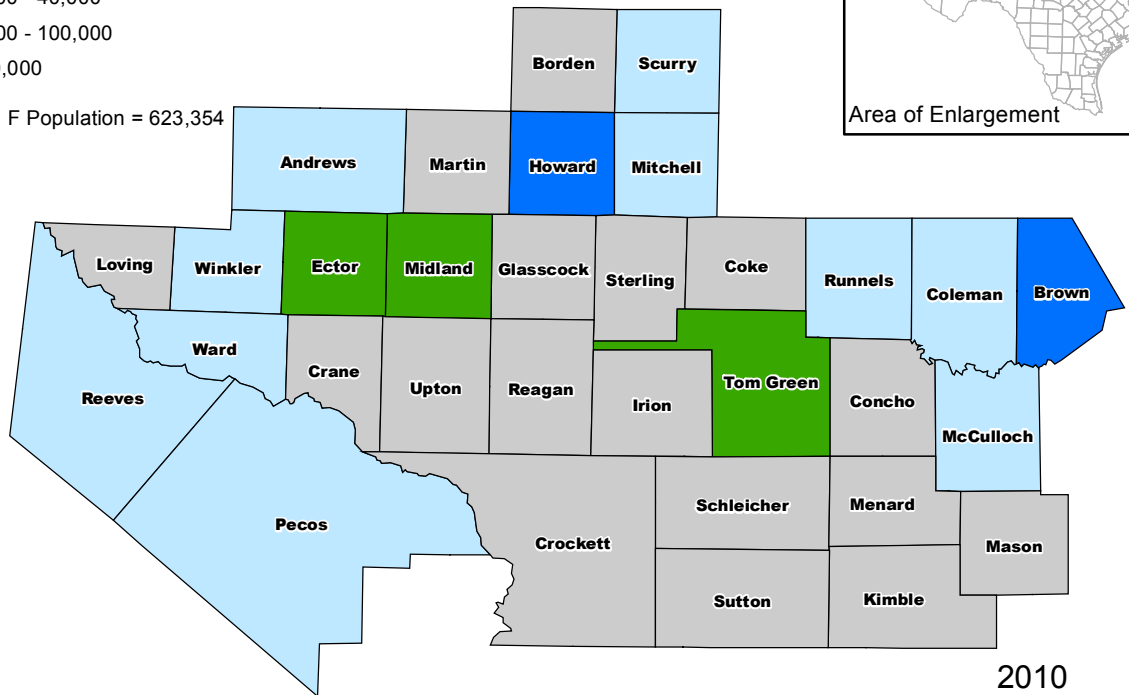 00 - 100,000
F Population = 623,354
Area of Enlargement
Borden
Scurry
Andrews
Martin
Howard
Mitchell
Loving
Winkler
Ector
Midland
Glasscock
Sterling
Coke
Runnels
Coleman
Brown
Ward
Reeves
Crane
Upton
Reagan
Irion
Tom Green
Concho
McCulloch
Pecos
Crockett
Schleicher
Menard
Mason
Sutton
Kimble
2010